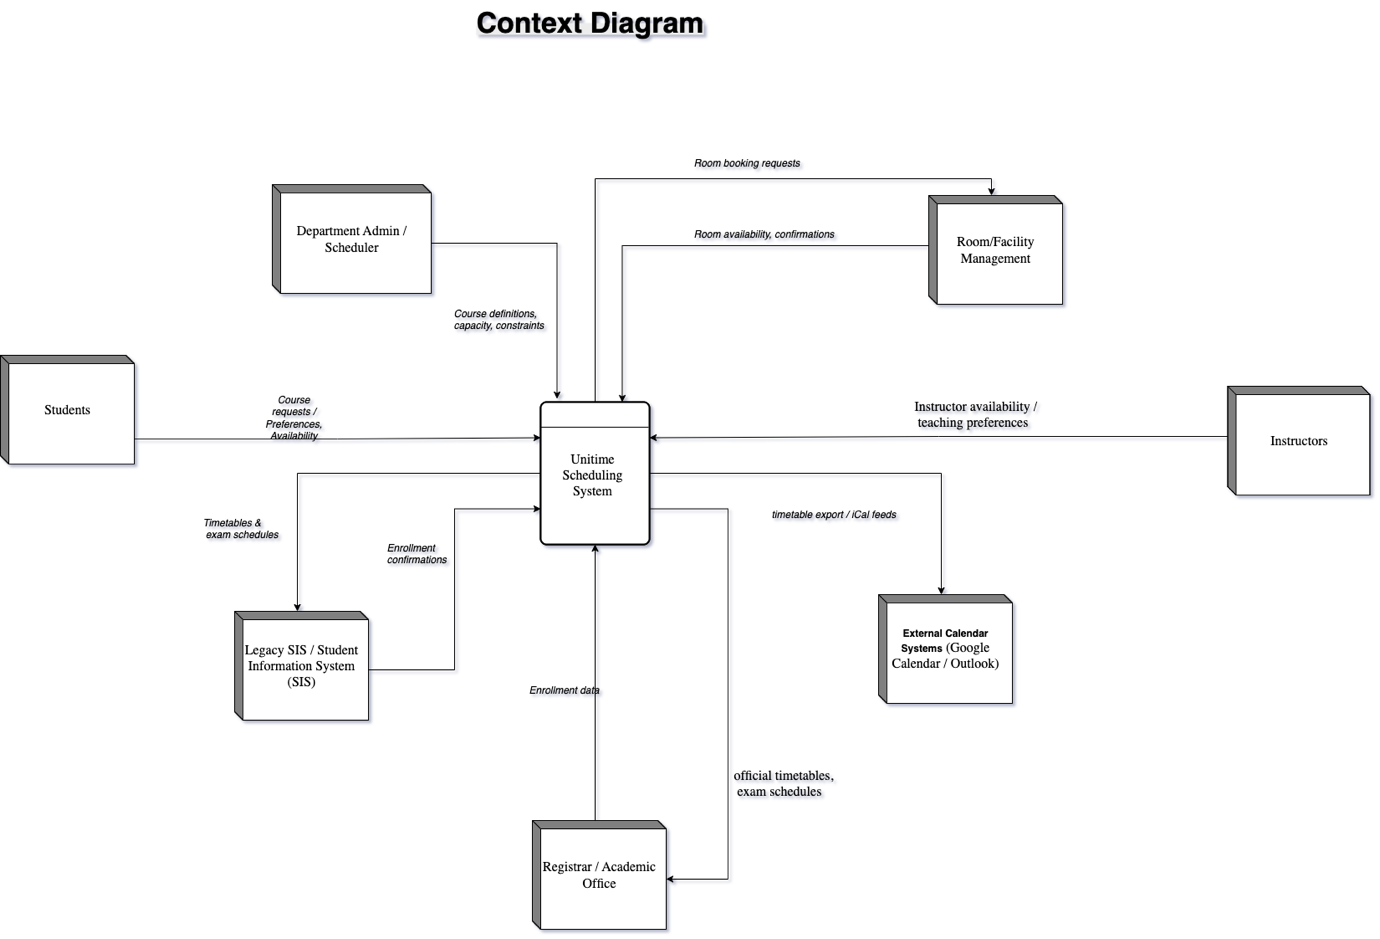 Context Diagram
Room booking requests
Department Admin /
Scheduler
Room availability, confirmations
Room/Facility
Management
Course definitions,
capacity, constraints
Students
Course
requests /
Preferences,
Availability
Instructor availability /
teaching preferences
Instructors
Unitime
Scheduling
System
Timetables &
exam schedules
Enrollment
confirmations
timetable export / iCal feeds
Legacy SIS / Student
Information System
(SIS)
External Calendar
Systems (Google
Calendar / Outlook)
Enrollment data
official timetables,
exam schedules
Registrar / Academic
Office